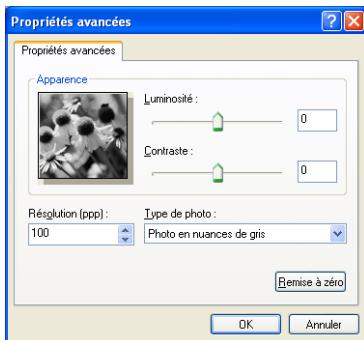 Propriétés avancées
Propriétés avancées
Apparence
Luminosité :
0
Contraste :
0
Résolution (ppp) :
Type de photo :
100
Photo en nuances de gris
Remise à zéro
OK
Annuler